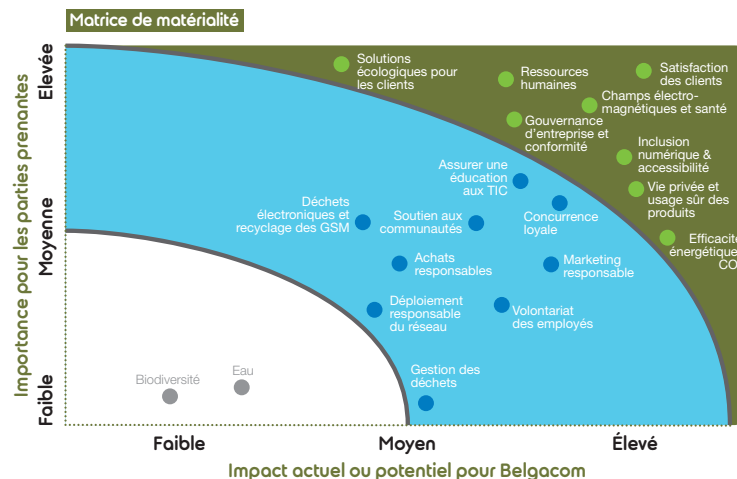 Matrice de matérialité
Importance pour les parties prenantes
Elevée
Moyenne
Faible
Solutions
écologiques pour
les clients
Ressources
humaines
Satisfaction
des clients
Champs électro-
magnétiques et santé
Gouvernance
d'entreprise et
conformité
Inclusion
numérique &
accessibilité
Assurer une
éducation
aux TIC
Vie privée et
usage sûr des
produits
Déchets
électroniques et
recyclage des GSM
Soutien aux
communautés
Concurrence
loyale
Efficacité
énergétique
CO
Achats
responsables
Marketing
responsable
Déploiement
responsable
du réseau
Volontariat
des employés
Biodiversité
Eau
Gestion des
déchets
Faible
Moyen
Élevé
Impact actuel ou potentiel pour Belgacom